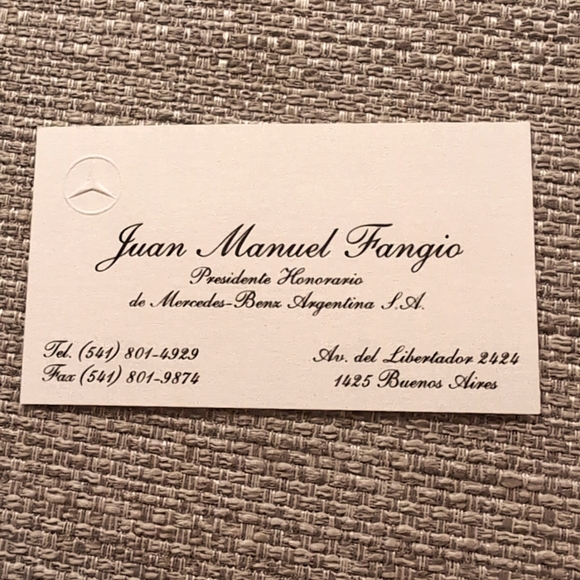 Juan Manuel Fangio
Presidente Honorario
de Mercedes-Benz Argentina S.A.
Tel. (541) 801-4929
Fax (541) 801-9874
Av. del Libertador 2424
1425 Buenos Aires